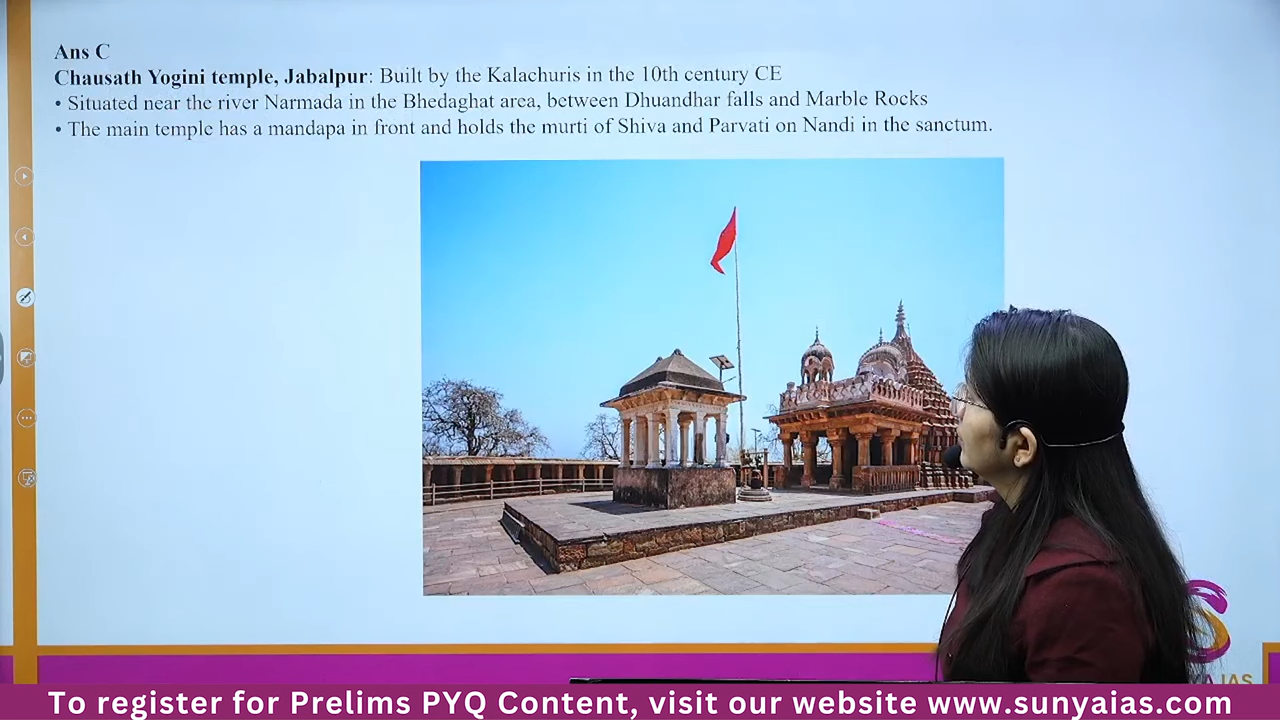 Ans C
Chausath Yogini temple, Jabalpur: Built by the Kalachuris in the 10th century CE
• Situated near the river Narmada in the Bhedaghat area, between Dhuandhar falls and Marble Rocks
• The main temple has a mandapa in front and holds the murti of Shiva and Parvati on Nandi in the sanctum.
IAS
To register for Prelims PYQ Content, visit our website www.sunyaias.com